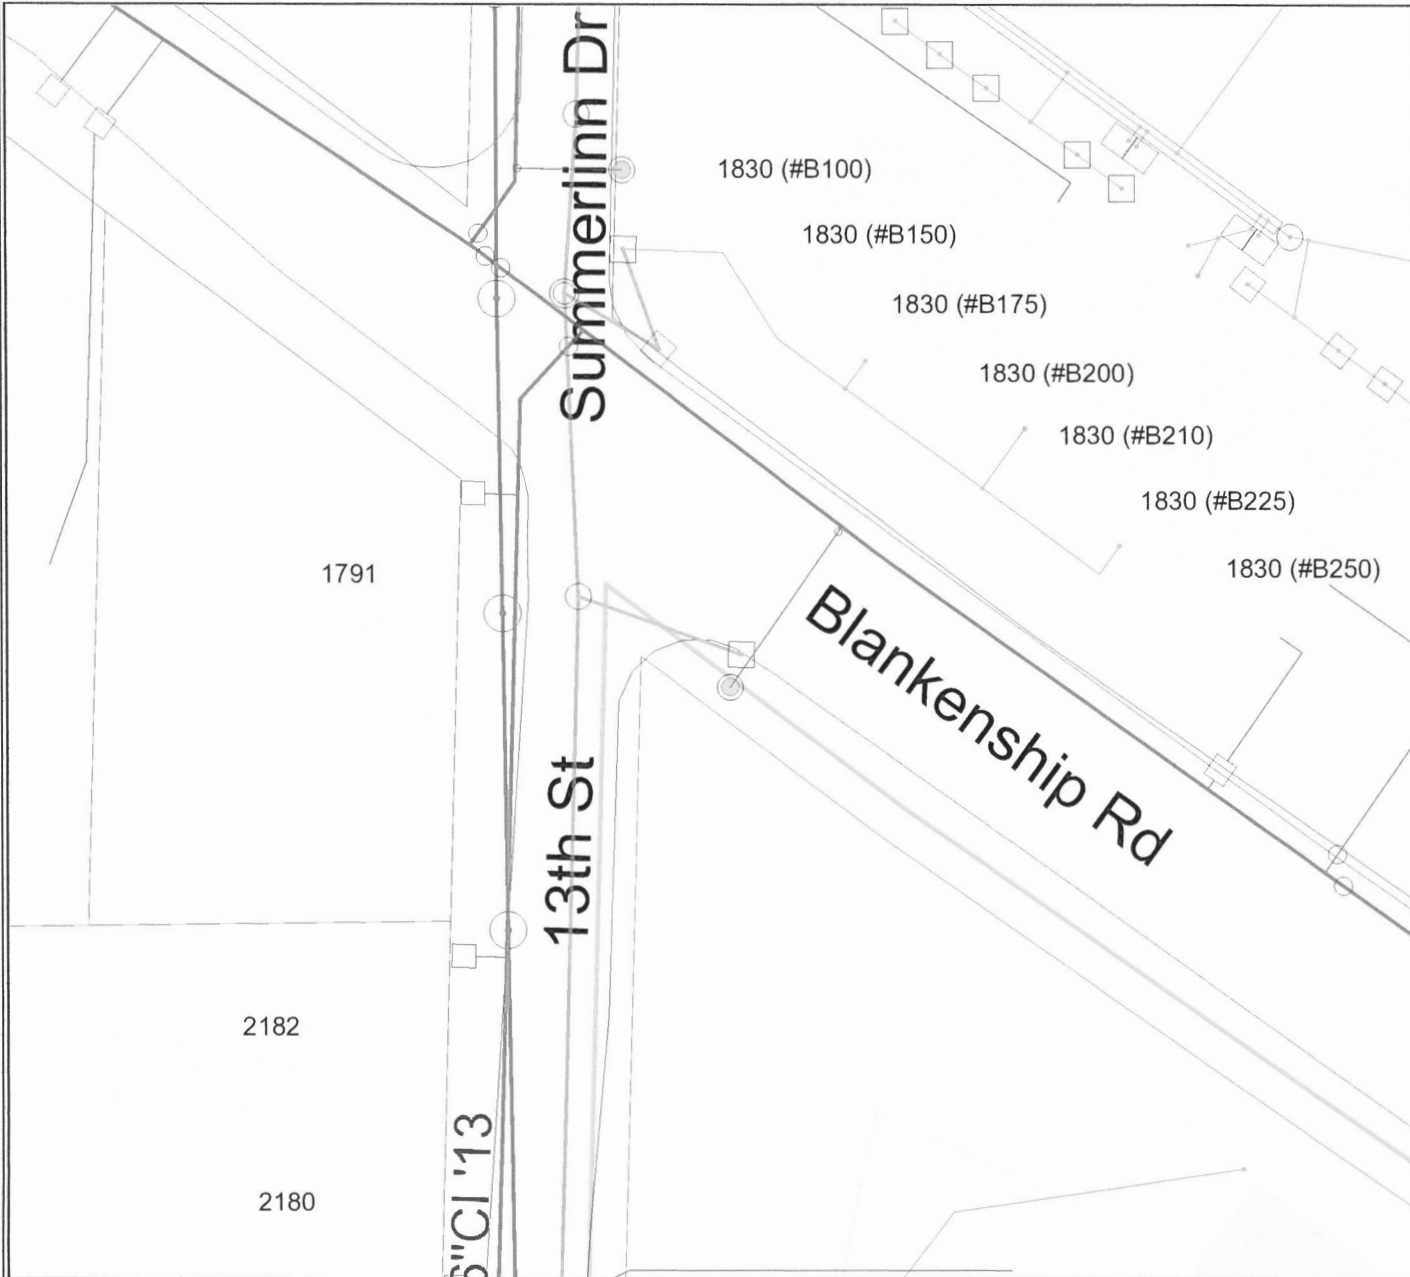 Summerlinn Dr
1830 (#B100)
1830 (#B150)
1830 (#B175)
1830 (#B200)
1830 (#B210)
1830 (#B225)
1830 (#B250)
1791
Blankenship Rd
13th St
2182
6"CI '13
2180